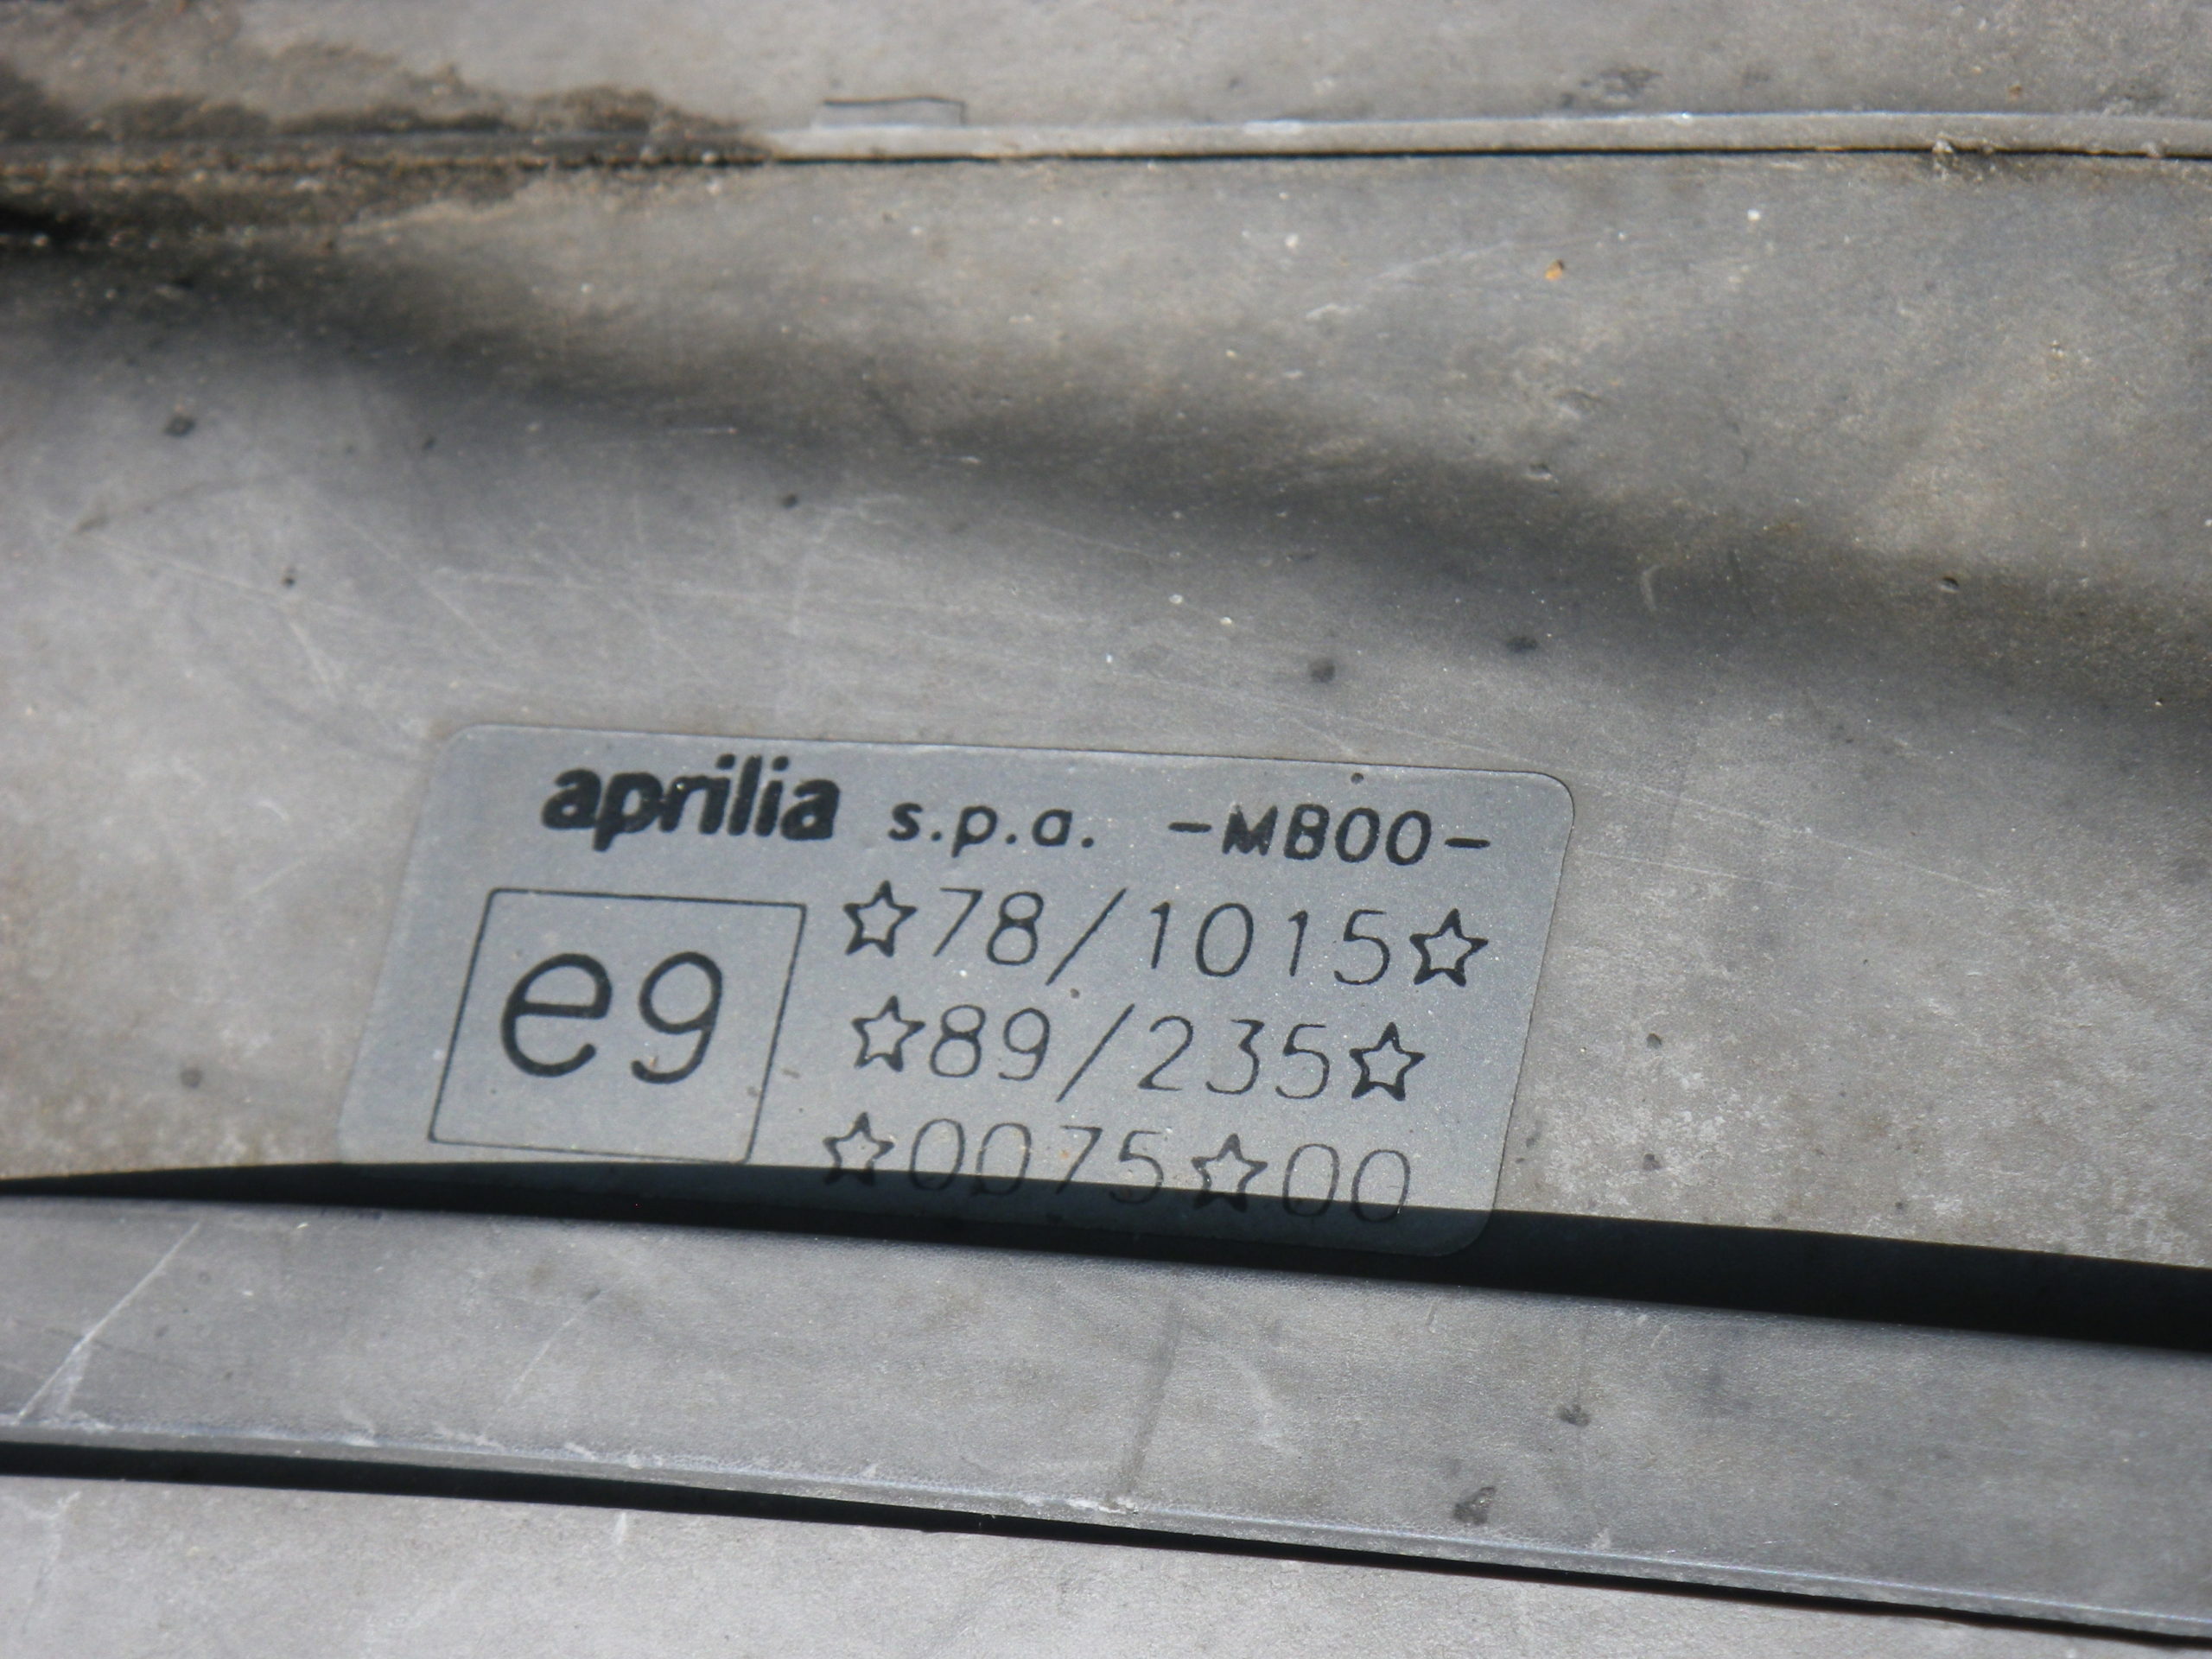 aprilia s.p.a. -MB00-
e9
☆78/1015☆
☆89/235☆
☆0075☆00